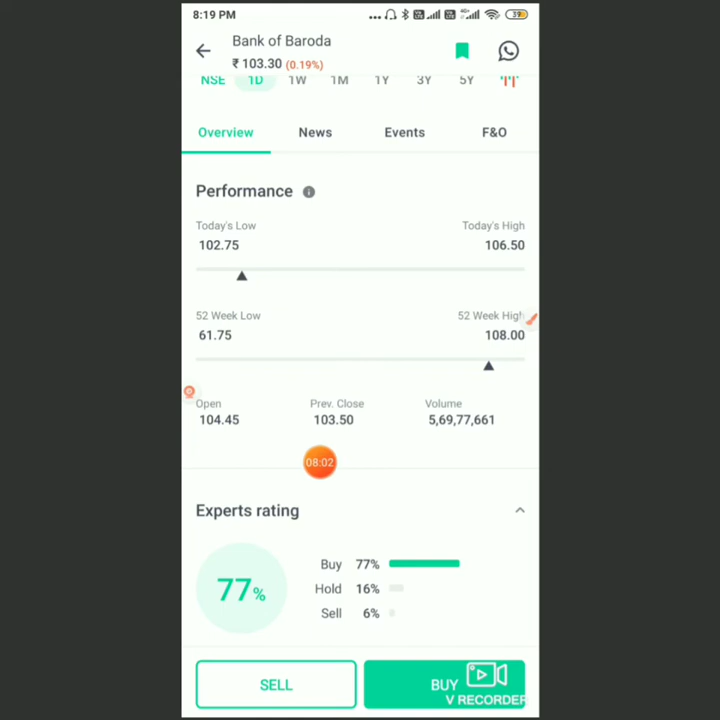 8:19 PM
39
Bank of Baroda
₹ 103.30 (0.19%)
NSE 1D 1W 1M 1Y 3Y 5Y
Overview News Events F&O
Performance
Today's Low Today's High
102.75 106.50
52 Week Low 52 Week High
61.75 108.00
Open Prev. Close Volume
104.45 103.50 5,69,77,661
08:02
Experts rating
Buy 77%
77%
Hold 16%
Sell 6%
SELL BUY
V RECORDER